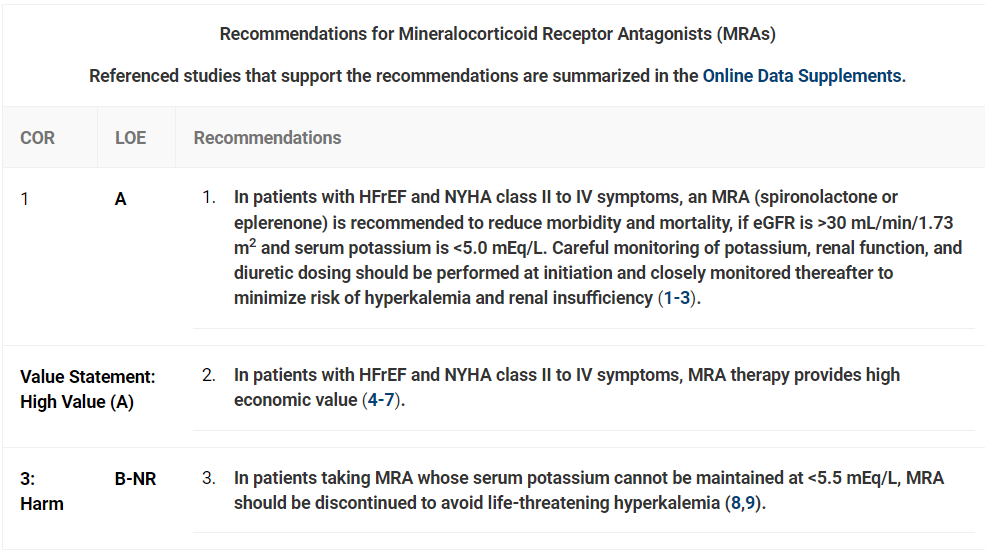 Recommendations for Mineralocorticoid Receptor Antagonists (MRAs)
Referenced studies that support the recommendations are summarized in the Online Data Supplements.
COR LOE Recommendations
1 A 1. In patients with HFrEF and NYHA class II to IV symptoms, an MRA (spironolactone or
eplerenone) is recommended to reduce morbidity and mortality, if eGFR is >30 mL/min/1.73
m² and serum potassium is <5.0 mEq/L. Careful monitoring of potassium, renal function, and
diuretic dosing should be performed at initiation and closely monitored thereafter to
minimize risk of hyperkalemia and renal insufficiency (1-3).
Value Statement:
High Value (A)
2. In patients with HFrEF and NYHA class II to IV symptoms, MRA therapy provides high
economic value (4-7).
3:
Harm
B-NR
3. In patients taking MRA whose serum potassium cannot be maintained at <5.5 mEq/L, MRA
should be discontinued to avoid life-threatening hyperkalemia (8,9).